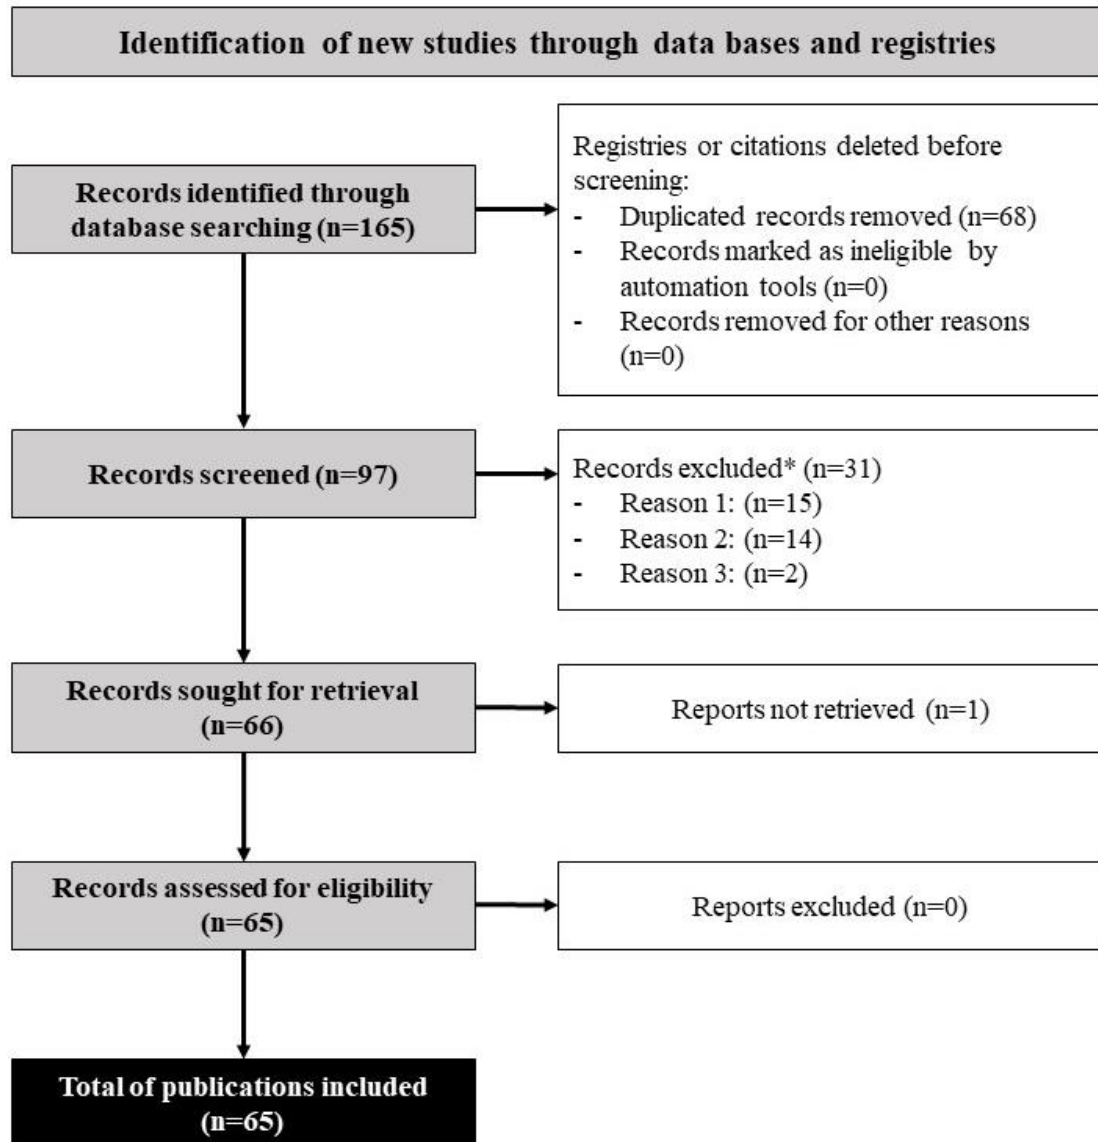 Identification of new studies through data bases and registries
Records identified through
database searching (n=165)
Registries or citations deleted before
screening:
- Duplicated records removed (n=68)
- Records marked as ineligible by
automation tools (n=0)
- Records removed for other reasons
(n=0)
Records screened (n=97)
Records excluded* (n=31)
- Reason 1: (n=15)
- Reason 2: (n=14)
- Reason 3: (n=2)
Records sought for retrieval
(n=66)
Reports not retrieved (n=1)
Records assessed for eligibility
(n=65)
Reports excluded (n=0)
Total of publications included
(n=65)